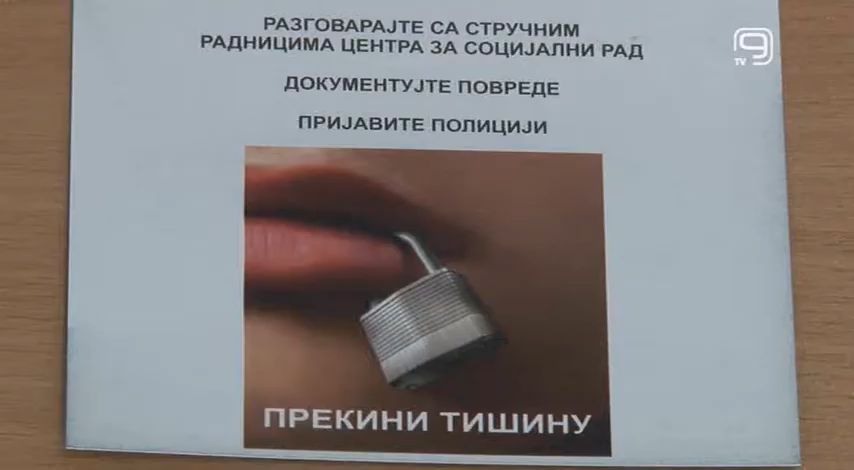 РАЗГОВАРАЈТЕ СА СТРУЧНИМ
РАДНИЦИМА ЦЕНТРА ЗА СОЦИЈАЛНИ РАД
ДОКУМЕНТУЈТЕ ПОВРЕДЕ
ПРИЈАВИТЕ ПОЛИЦИЈИ
ПРЕКИНИ ТИШИНУ
9
TV